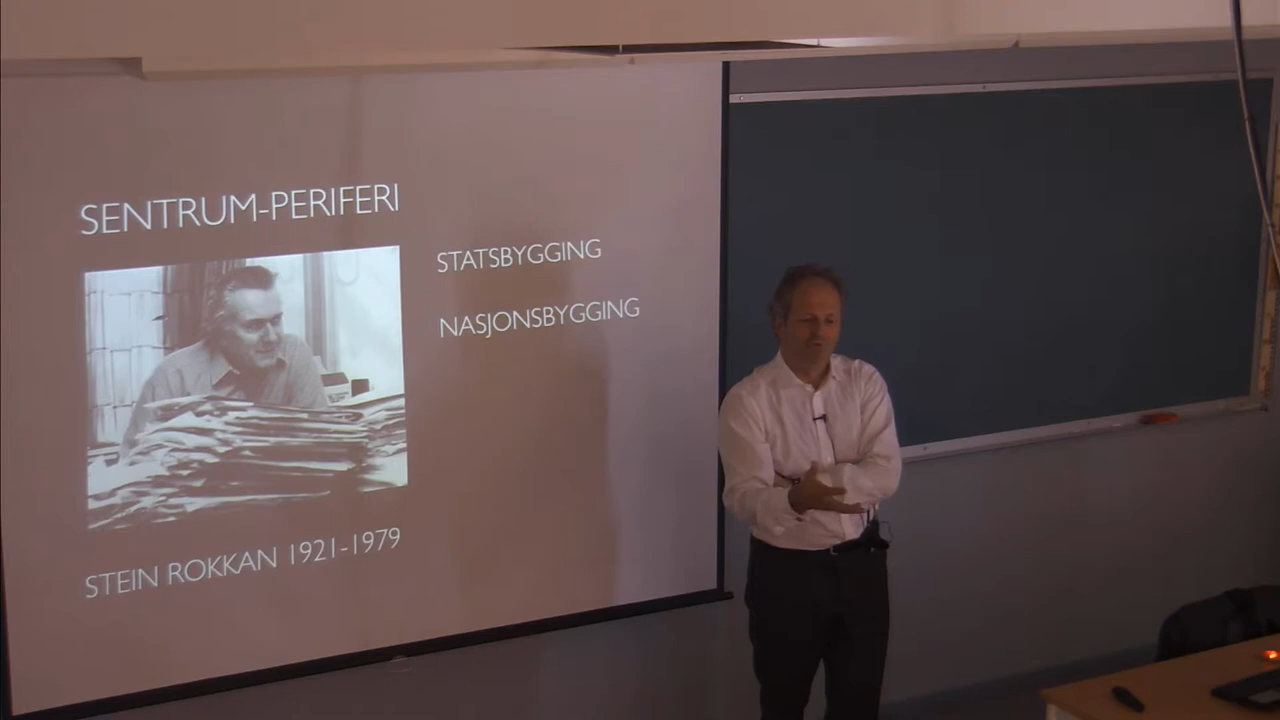 SENTRUM-PERIFERI
STATSBYGGING
NASJONSBYGGING
STEIN ROKKAN 1921-1979